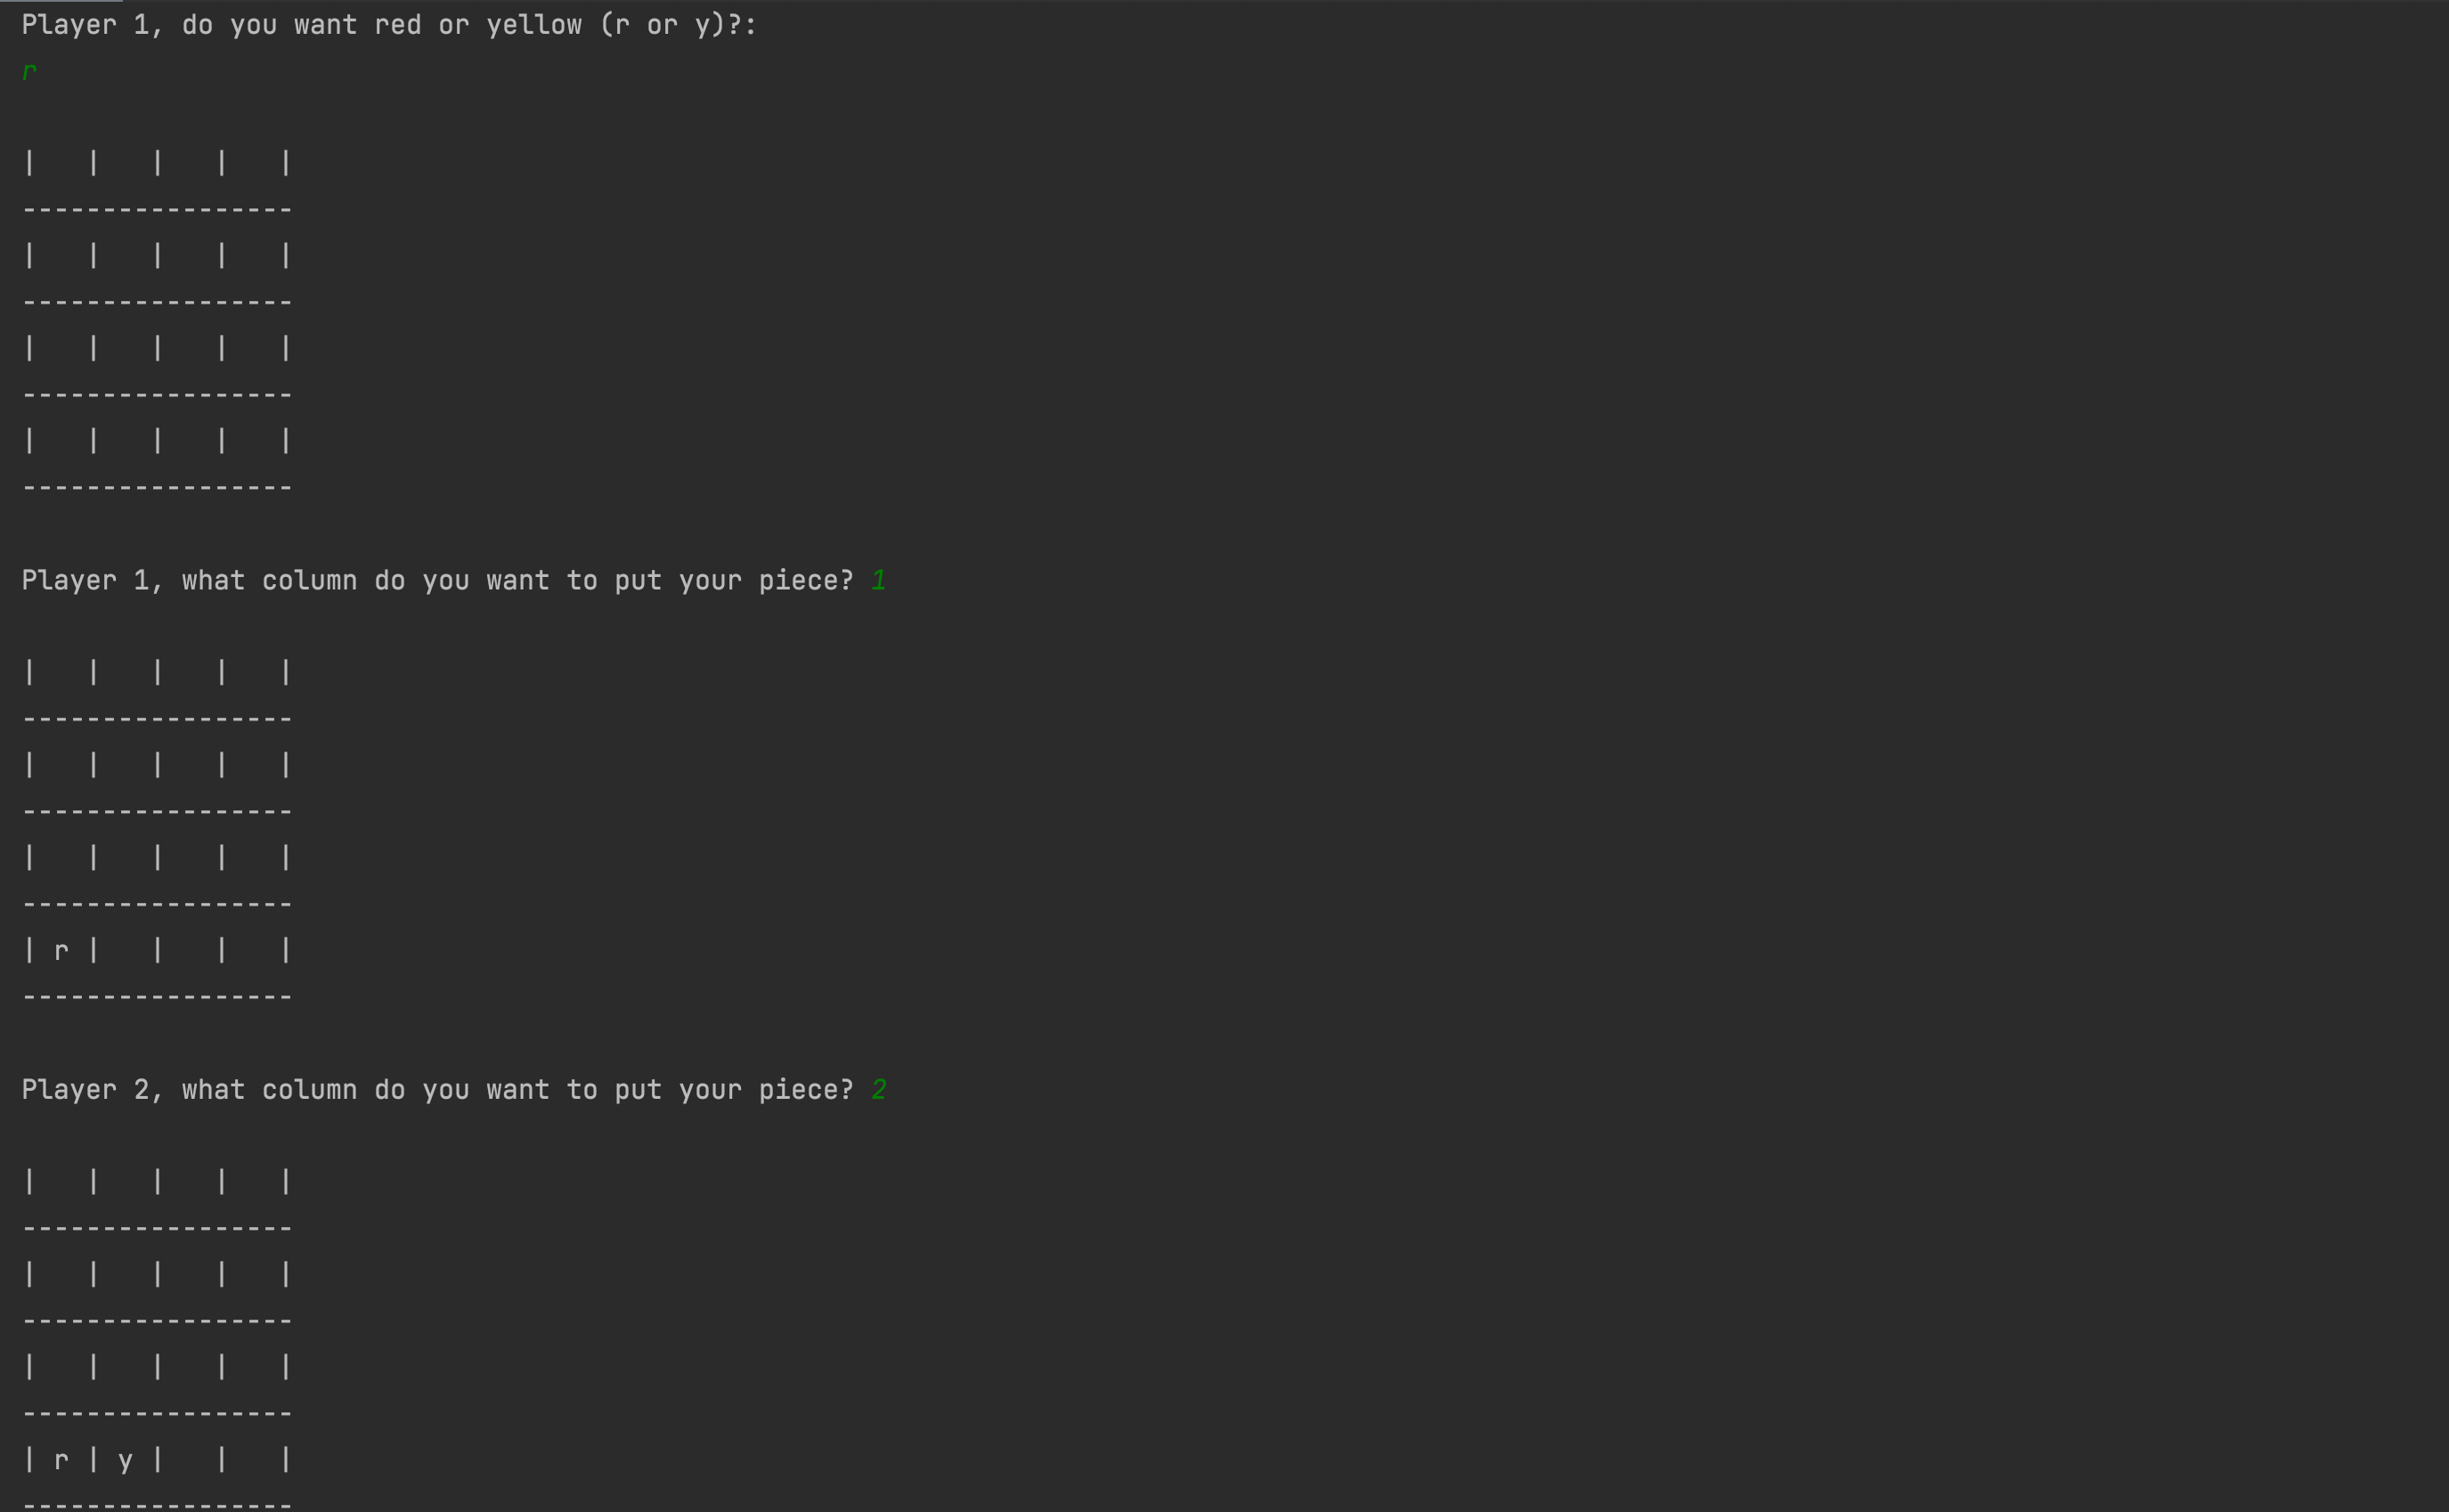 Player 1, do you want red or yellow (r or y)?:
r
|   |   |   |   |
-----------------
|   |   |   |   |
-----------------
|   |   |   |   |
-----------------
|   |   |   |   |
-----------------
Player 1, what column do you want to put your piece? 1
|   |   |   |   |
-----------------
|   |   |   |   |
-----------------
|   |   |   |   |
-----------------
| r |   |   |   |
-----------------
Player 2, what column do you want to put your piece? 2
|   |   |   |   |
-----------------
|   |   |   |   |
-----------------
|   |   |   |   |
-----------------
| r | y |   |   |
-----------------